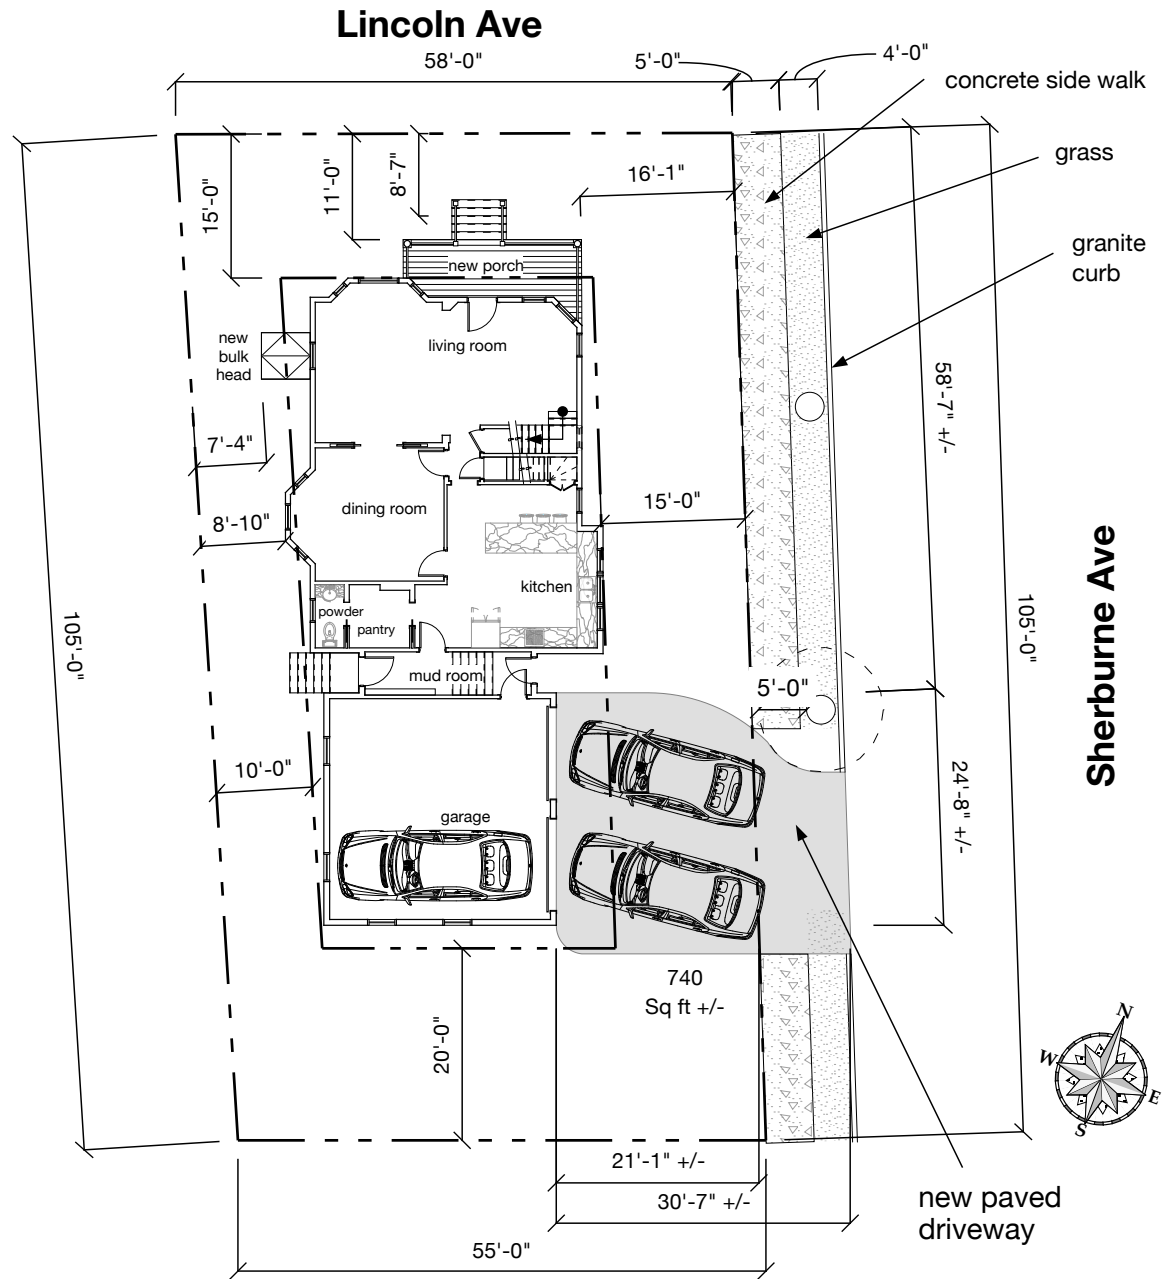 Lincoln Ave
58'-0"
5'-0"
4'-0"
concrete side walk
grass
granite
curb
15'-0"
11'-0"
8'-7"
16'-1"
new porch
new
bulk
head
living room
58'-7" +/-
7'-4"
8'-10"
dining room
15'-0"
kitchen
powder
pantry
mud room
105'-0"
105'-0"
Sherburne Ave
5'-0"
10'-0"
garage
24'-8" +/-
740
Sq ft +/-
20'-0"
N
W
E
S
21'-1" +/-
30'-7" +/-
new paved
driveway
55'-0"